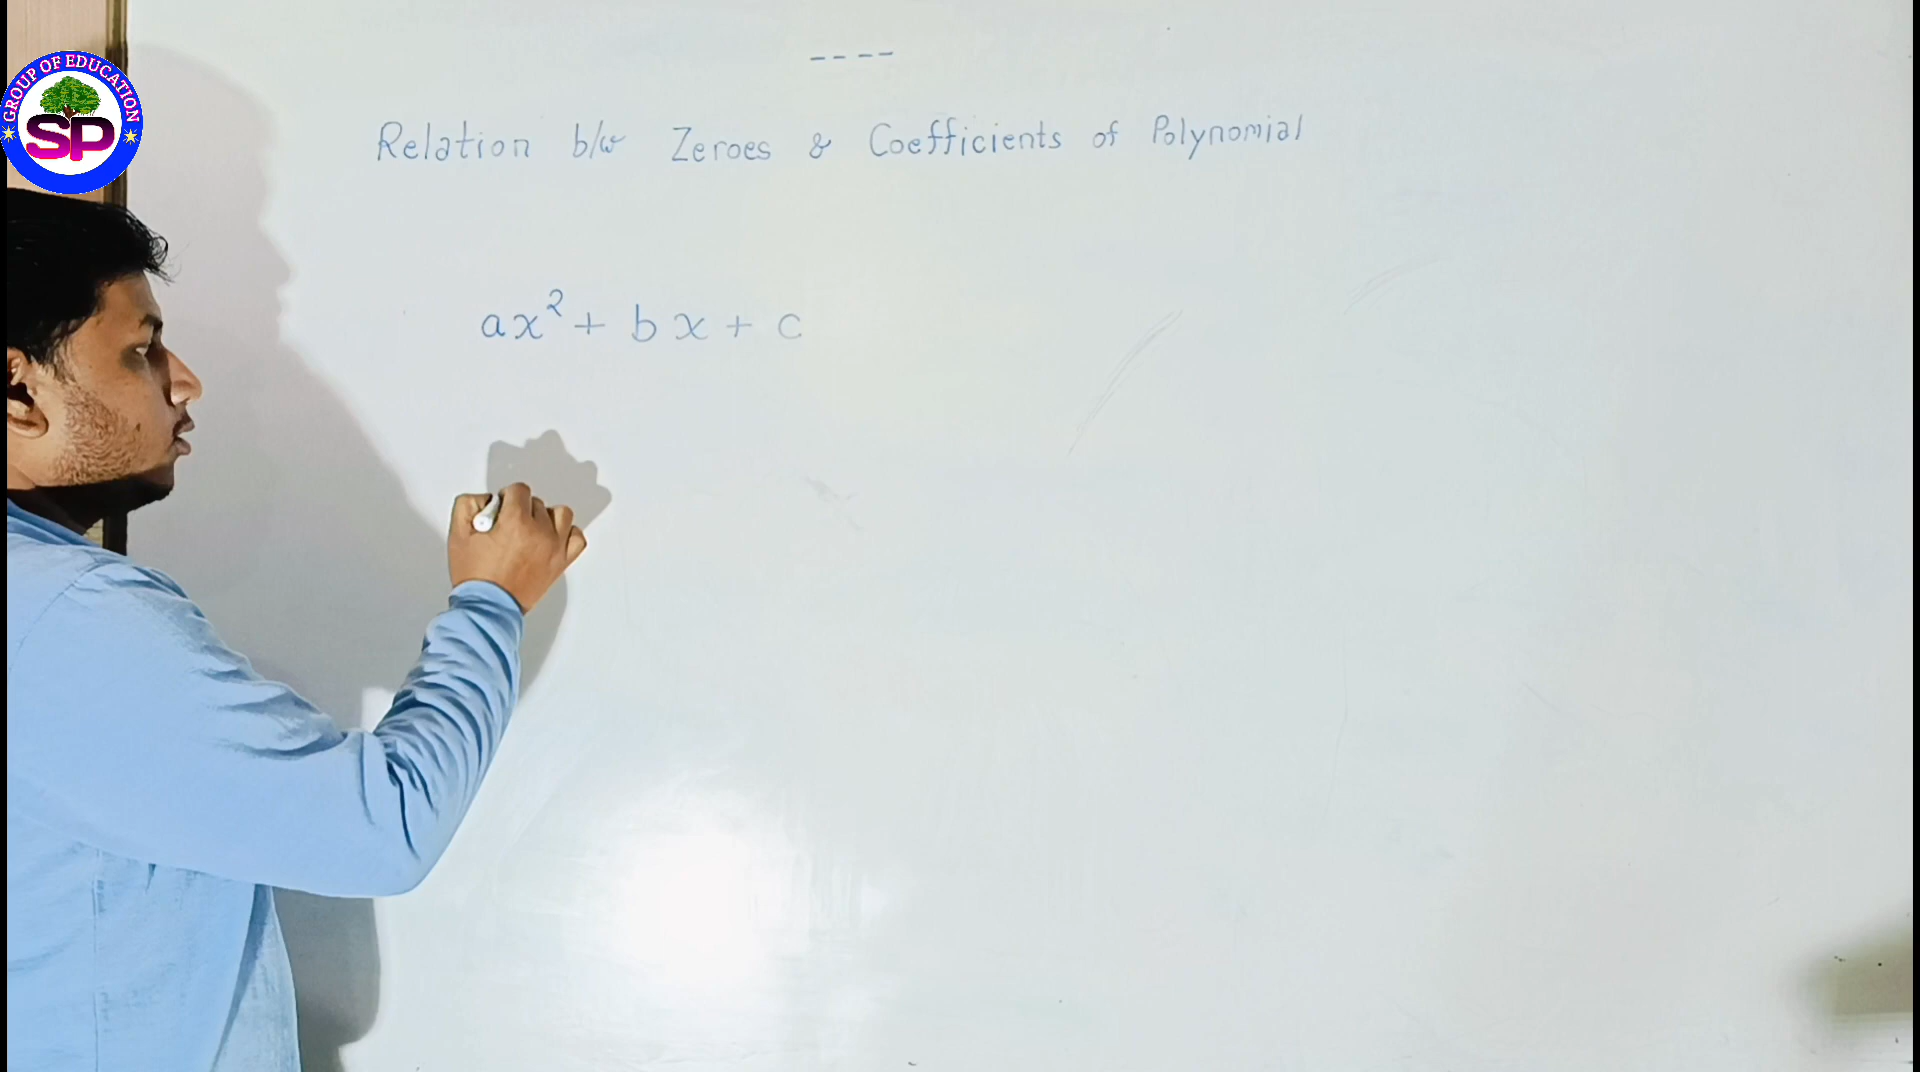 GROUP OF EDUCATION
SP
----
Relation b/w Zeroes & Coefficients of Polynomial
ax² + bx + c